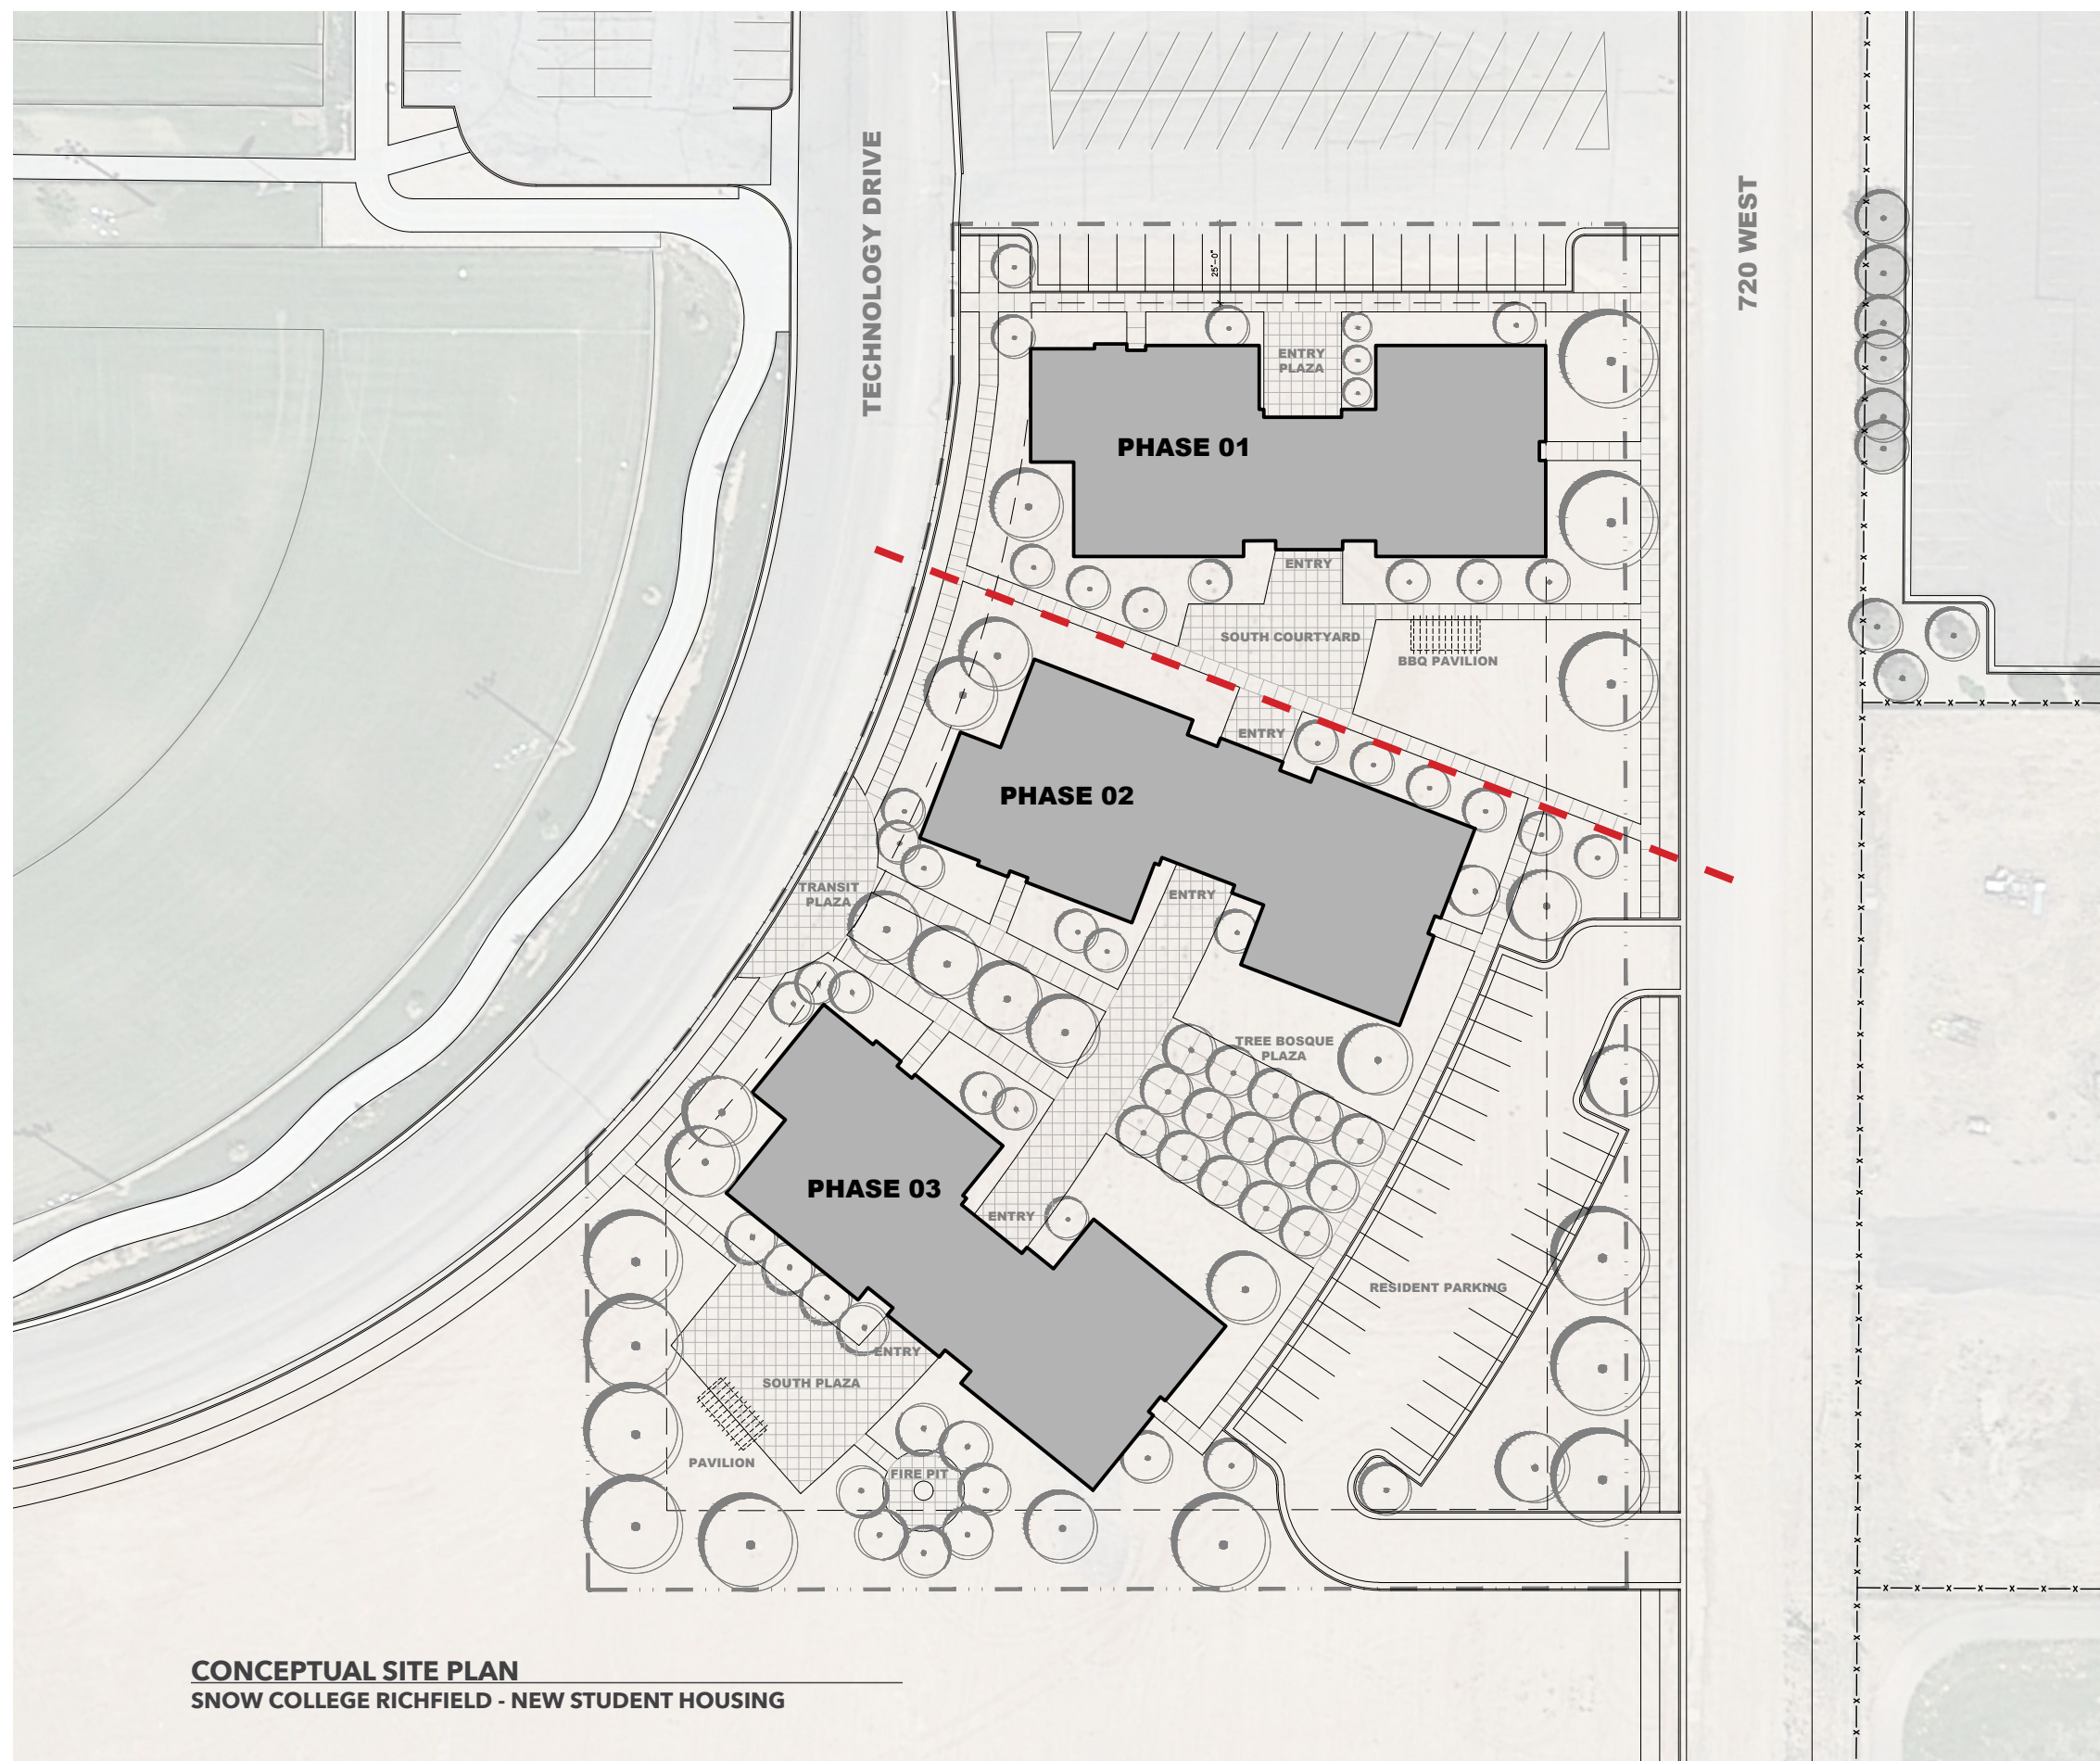 TECHNOLOGY DRIVE
720 WEST
25'-0"
ENTRY
PLAZA
PHASE 01
ENTRY
SOUTH COURTYARD
BBQ PAVILION
ENTRY
PHASE 02
TRANSIT
PLAZA
ENTRY
TREE BOSQUE
PLAZA
PHASE 03
ENTRY
RESIDENT PARKING
ENTRY
SOUTH PLAZA
PAVILION
FIRE PIT
CONCEPTUAL SITE PLAN
SNOW COLLEGE RICHFIELD - NEW STUDENT HOUSING